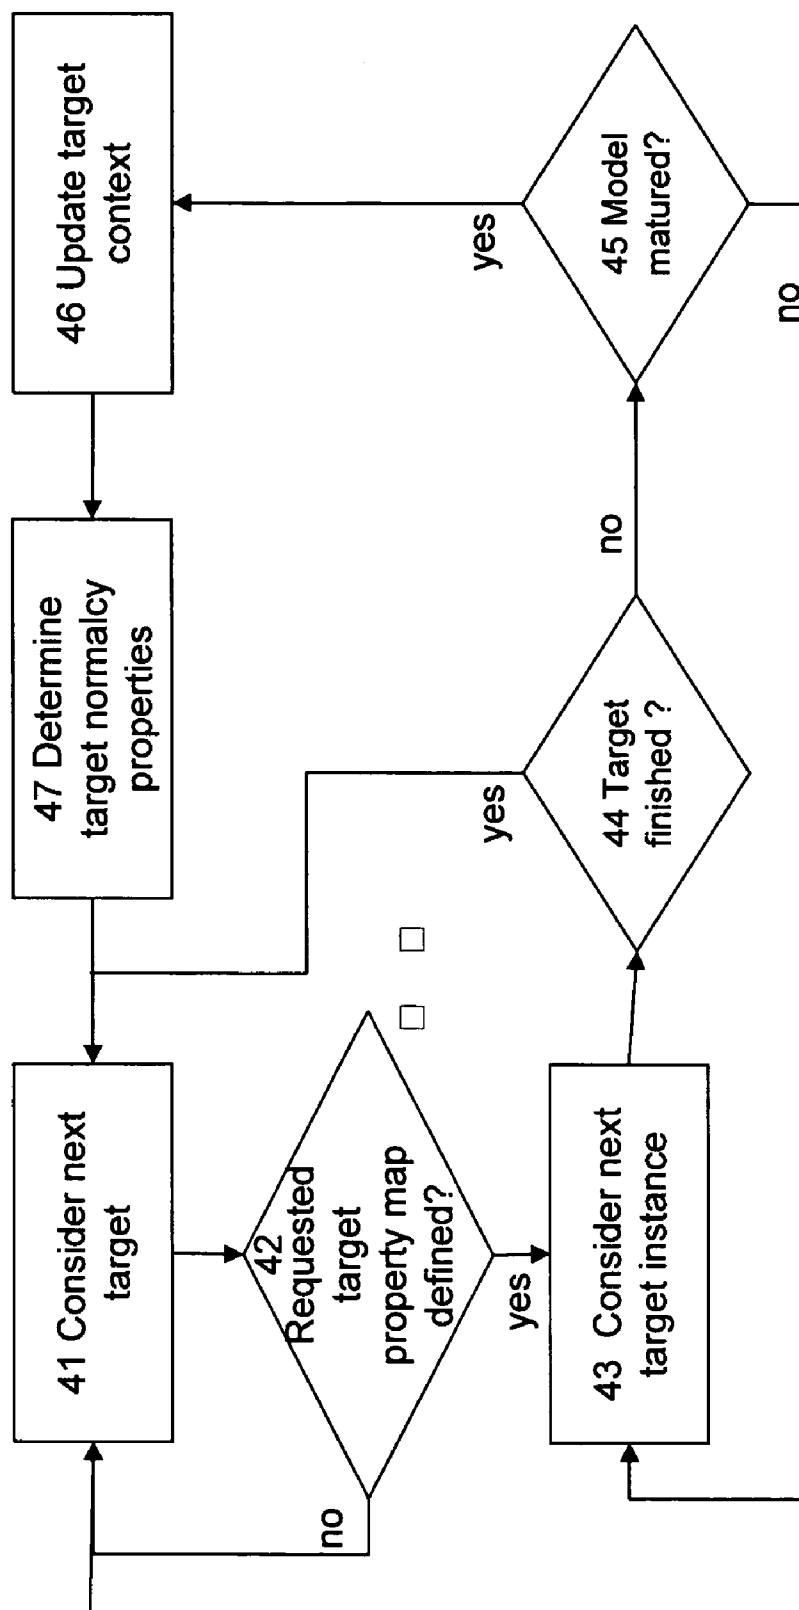 41 Consider next
target
42
Requested
target
property map
defined?
no
yes
43 Consider next
target instance
44 Target
finished ?
yes
no
45 Model
matured?
yes
no
46 Update target
context
47 Determine
target normalcy
properties